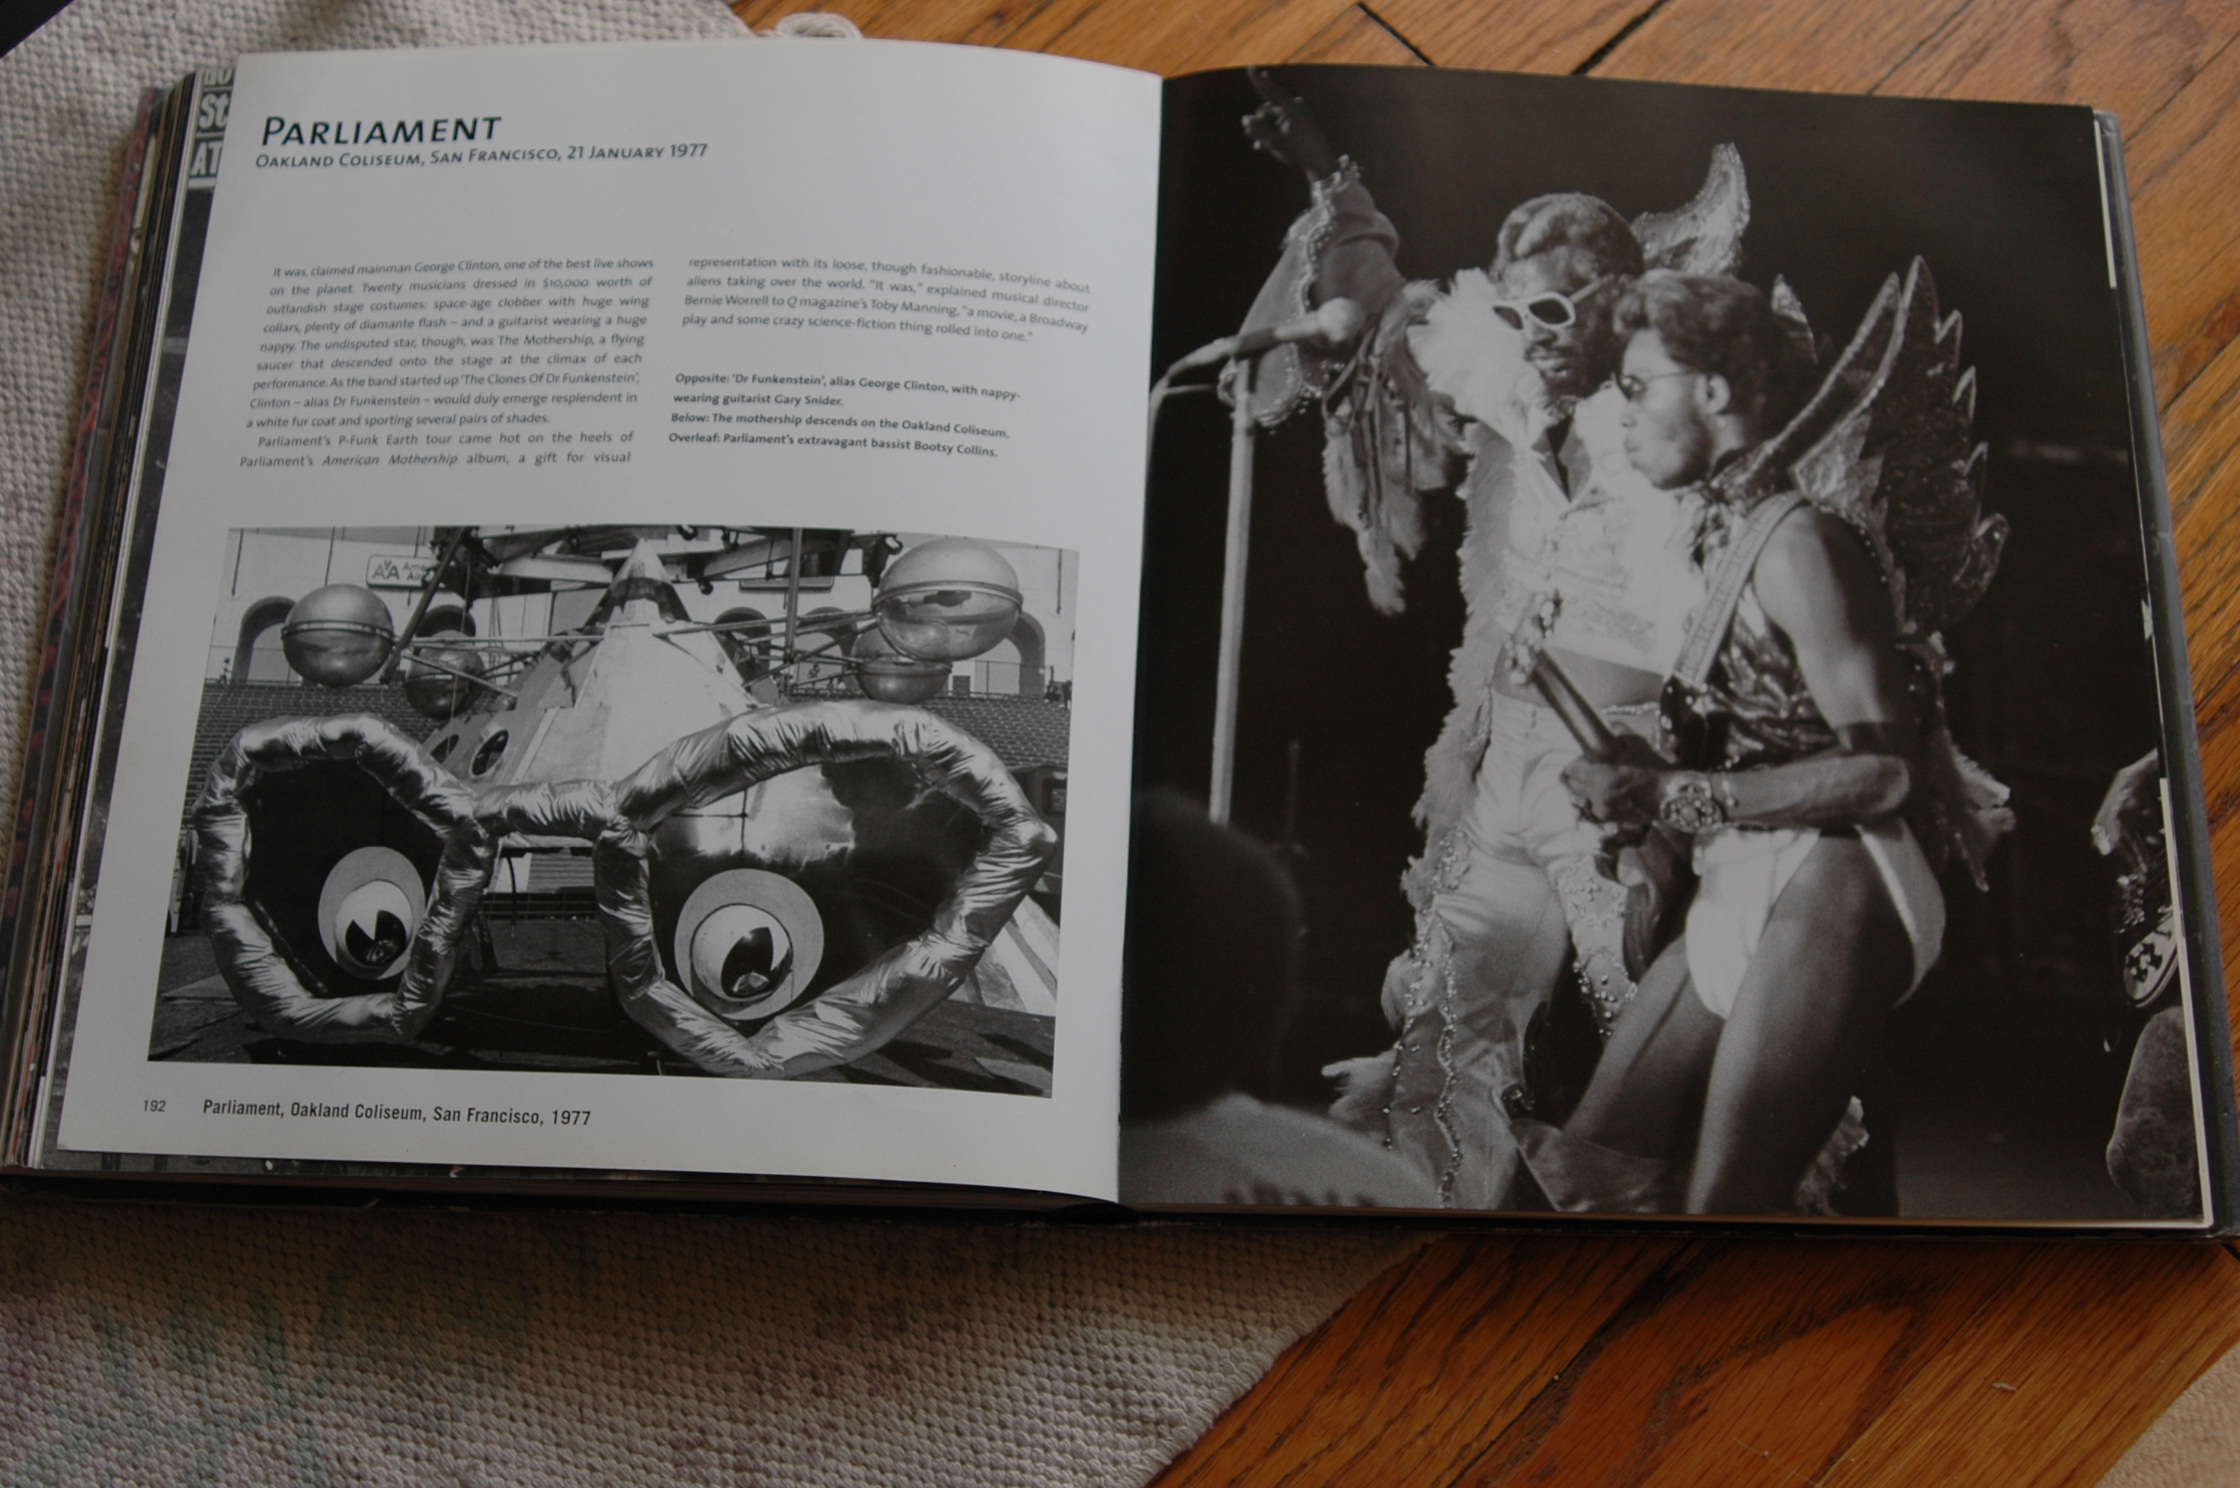 PARLIAMENT
OAKLAND COLISEUM, SAN FRANCISCO, 21 JANUARY 1977
It was, claimed mainman George Clinton, one of the best live shows
on the planet. Twenty musicians dressed in $10,000 worth of
outlandish stage costumes: space-age clobber with huge wing
collars, plenty of diamante flash – and a guitarist wearing a huge
nappy. The undisputed star, though, was The Mothership, a flying
saucer that descended onto the stage at the climax of each
performance. As the band started up 'The Clones Of Dr Funkenstein',
Clinton – alias Dr Funkenstein – would duly emerge resplendent in
a white fur coat and sporting several pairs of shades.
Parliament's P-Funk Earth tour came hot on the heels of
Parliament's American Mothership album, a gift for visual
representation with its loose, though fashionable, storyline about
aliens taking over the world. "It was," explained musical director
Bernie Worrell to Q magazine's Toby Manning, "a movie, a Broadway
play and some crazy science-fiction thing rolled into one."
Opposite: 'Dr Funkenstein', alias George Clinton, with nappy-
wearing guitarist Gary Snider.
Below: The mothership descends on the Oakland Coliseum.
Overleaf: Parliament's extravagant bassist Bootsy Collins.
AA
192 Parliament, Oakland Coliseum, San Francisco, 1977